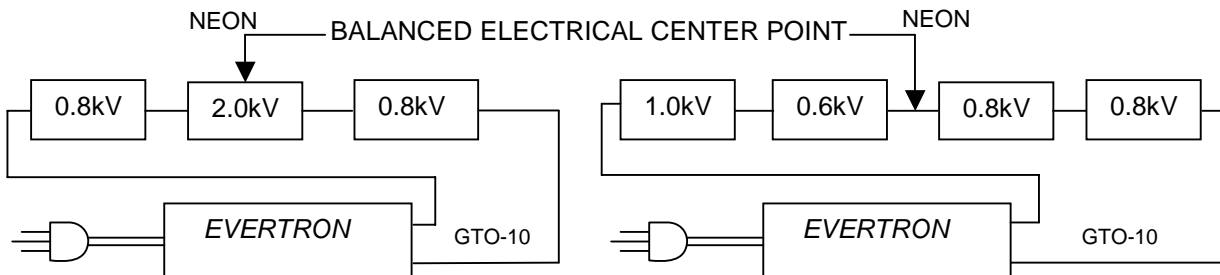 NEON BALANCED ELECTRICAL CENTER POINT NEON
0.8kV 2.0kV 0.8kV 1.0kV 0.6kV 0.8kV 0.8kV
EVERTRON GTO-10 EVERTRON GTO-10